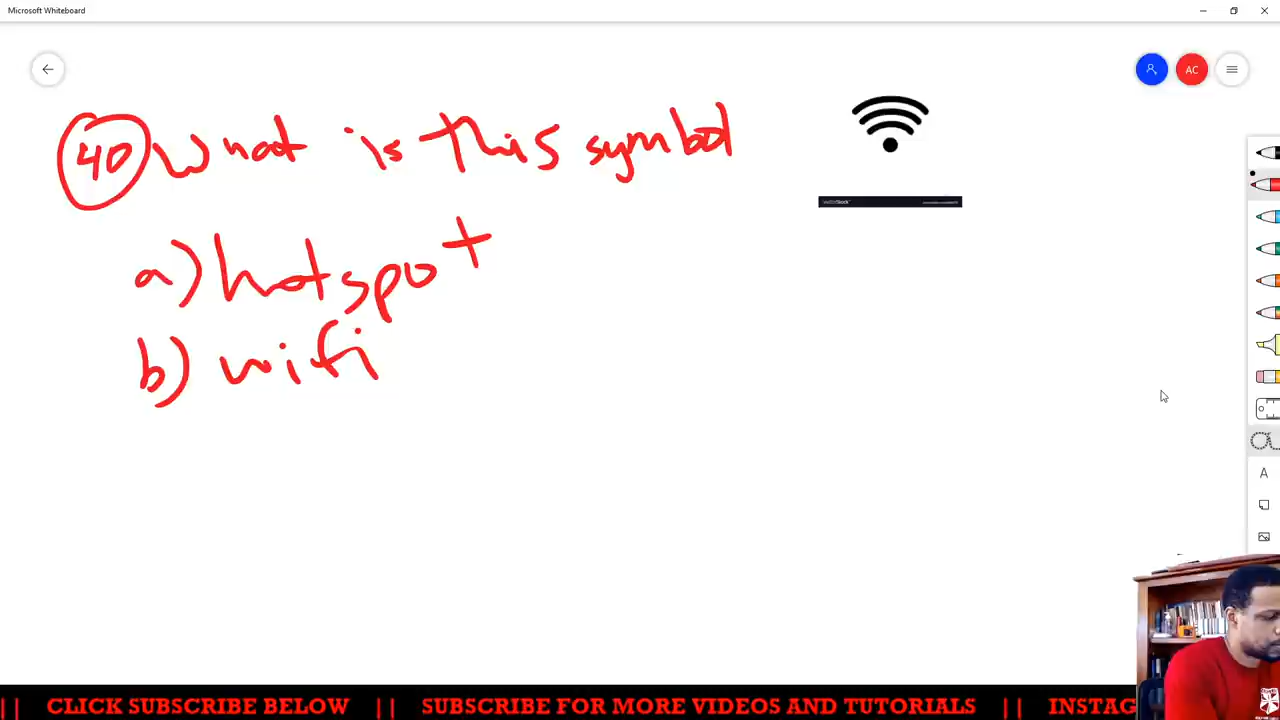 Microsoft Whiteboard
AC
40 What is this symbol
a) hotspot
b) wifi
A
|| CLICK SUBSCRIBE BELOW || SUBSCRIBE FOR MORE VIDEOS AND TUTORIALS || INSTAG